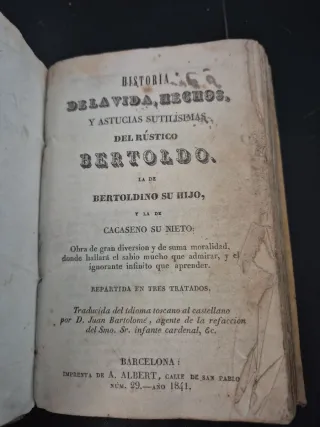 HISTORIA
DE LA VIDA, HECHOS,
Y ASTUCIAS SUTILÍSIMAS
DEL RÚSTICO
BERTOLDO.
LA DE
BERTOLDINO SU HIJO,
Y LA DE
CACASENO SU NIETO:
Obra de gran diversion y de suma moralidad,
donde hallará el sabio mucho que admirar, y el
ignorante infinito que aprender.
REPARTIDA EN TRES TRATADOS;
Traducida del idioma toscano al castellano
por D. Juan Bartolomé, agente de la refaccion
del Smo. Sr. infante cardenal, &c.
BARCELONA:
IMPRENTA DE A. ALBERT, CALLE DE SAN PABLO
NÚM. 29.—AÑO 1841.